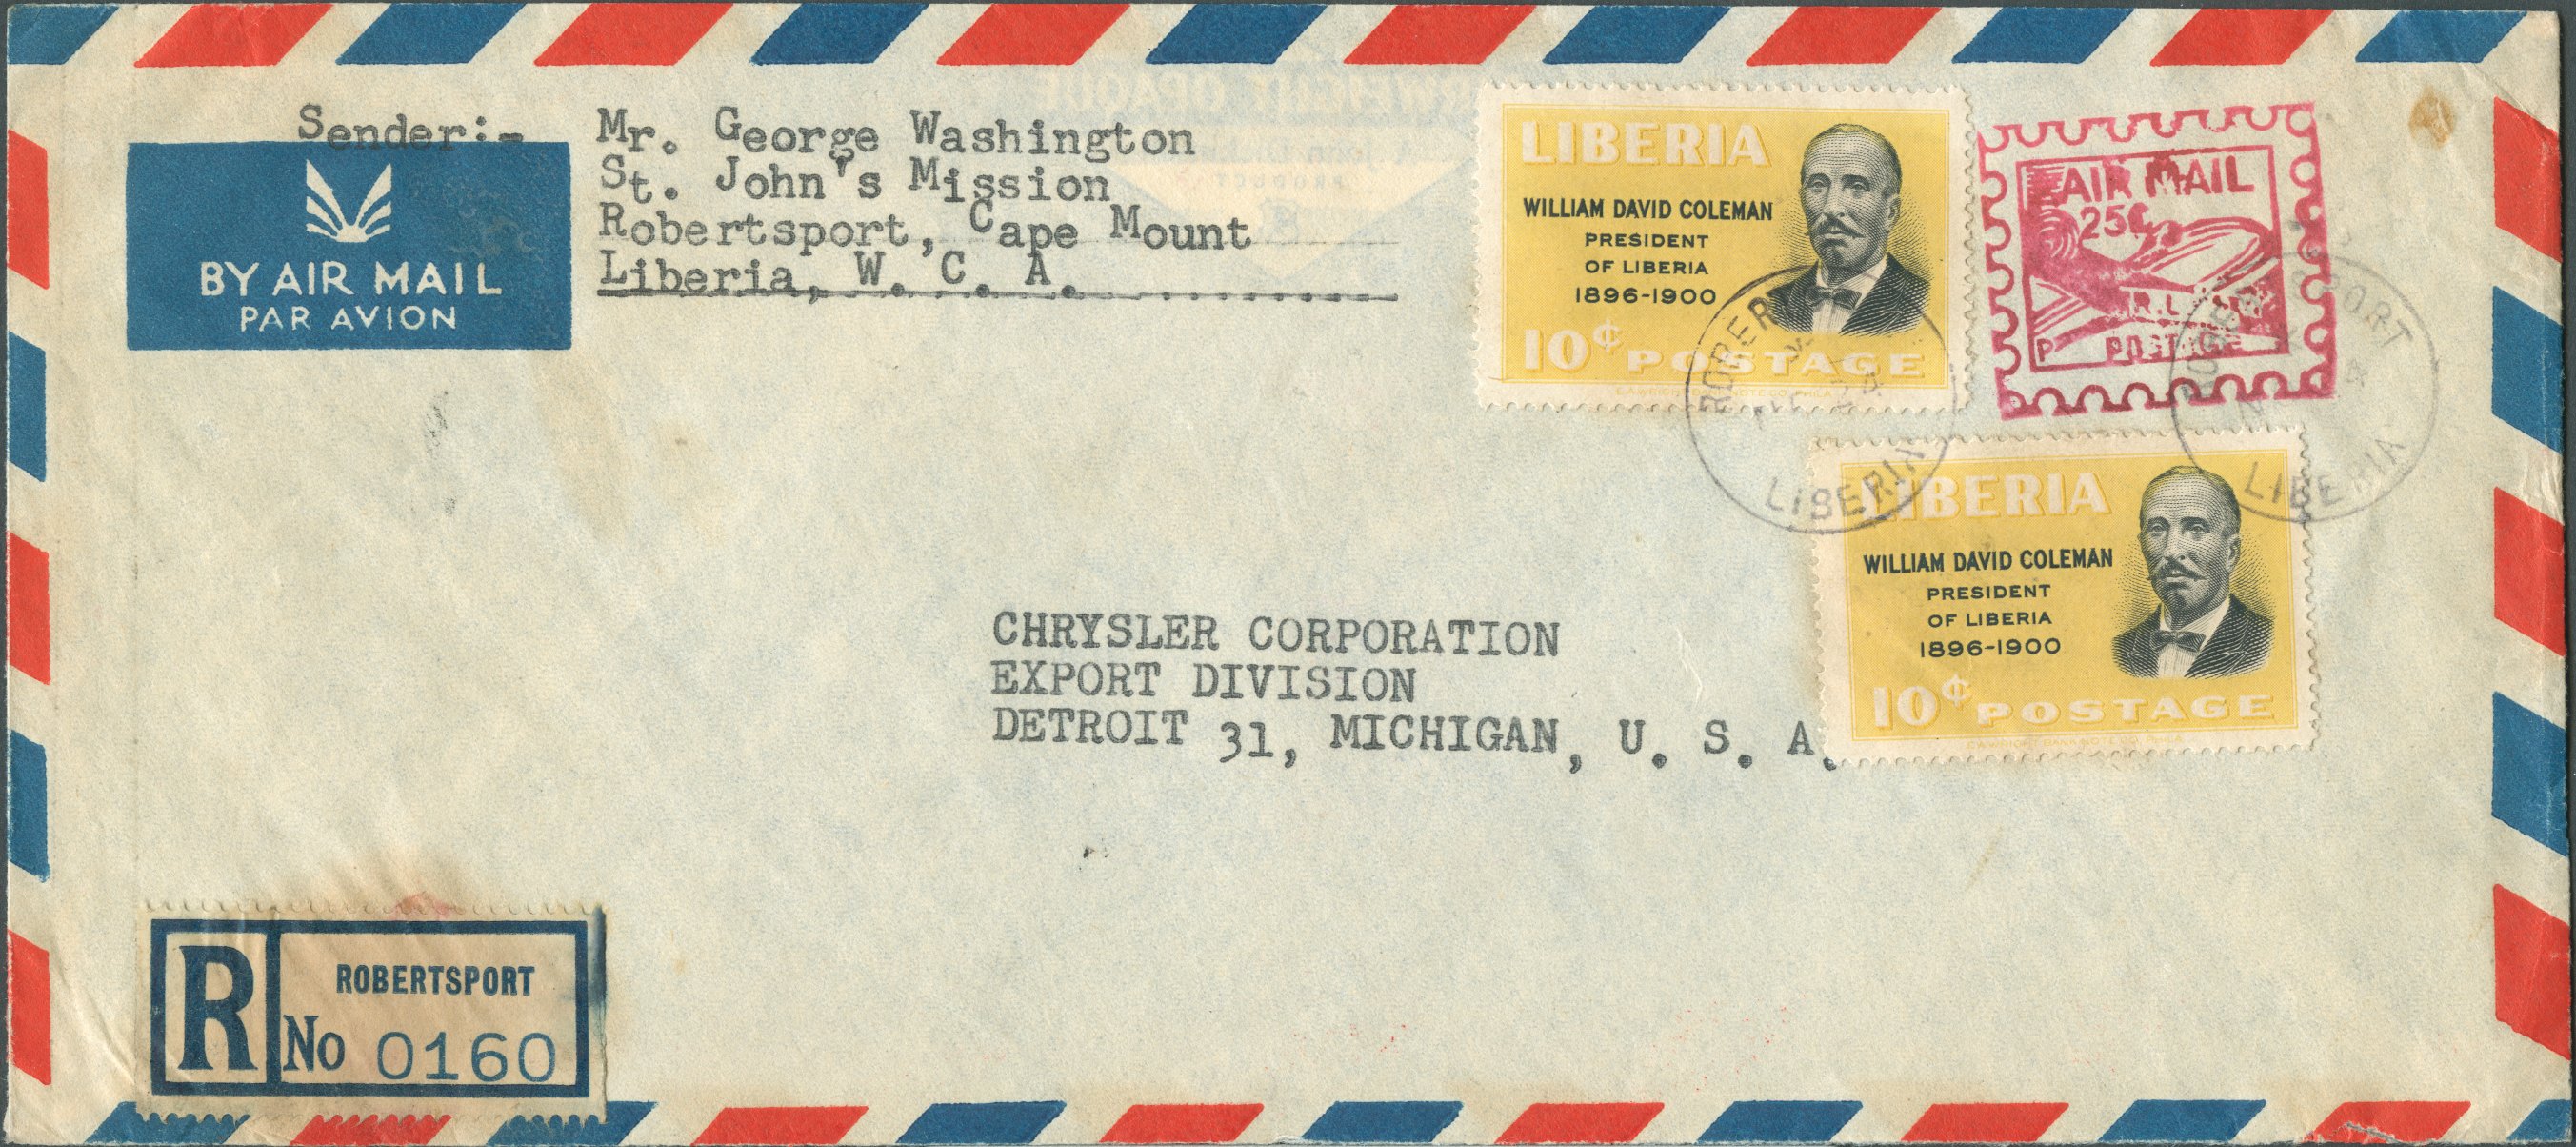 Sender:- Mr. George Washington
St. John's Mission
Robertsport, Cape Mount
Liberia, W. C. A.
BY AIR MAIL
PAR AVION
LIBERIA
WILLIAM DAVID COLEMAN
PRESIDENT
OF LIBERIA
1896-1900
10¢ POSTAGE
AIR MAIL
25¢
R.L.
POSTAGE
LIBERIA
ROBERTSPORT
LIBERIA
LIBERIA
WILLIAM DAVID COLEMAN
PRESIDENT
OF LIBERIA
1896-1900
10¢ POSTAGE
CHRYSLER CORPORATION
EXPORT DIVISION
DETROIT 31, MICHIGAN, U. S. A.
R
ROBERTSPORT
No 0160